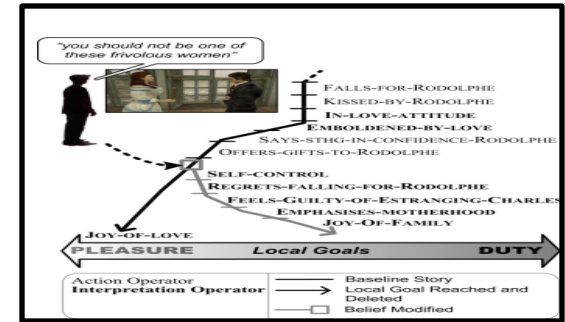 "you should not be one of
these frivolous women"
FALLS-FOR-RODOLPHE
KISSED-BY-RODOLPHE
IN-LOVE-ATTITUDE
EMBOLDENED-BY-LOVE
SAYS-STHG-IN-CONFIDENCE-RODOLPHE
OFFERS-GIFTS-TO-RODOLPHE
SELF-CONTROL
REGRETS-FALLING-FOR-RODOLPHE
FEELS-GUILTY-OF-ESTRANGING-CHARLES
EMPHASISES-MOTHERHOOD
JOY-OF-FAMILY
JOY-OF-LOVE
PLEASURE Local Goals DUTY
Action Operator
Interpretation Operator
Baseline Story
Local Goal Reached and
Deleted
Belief Modified